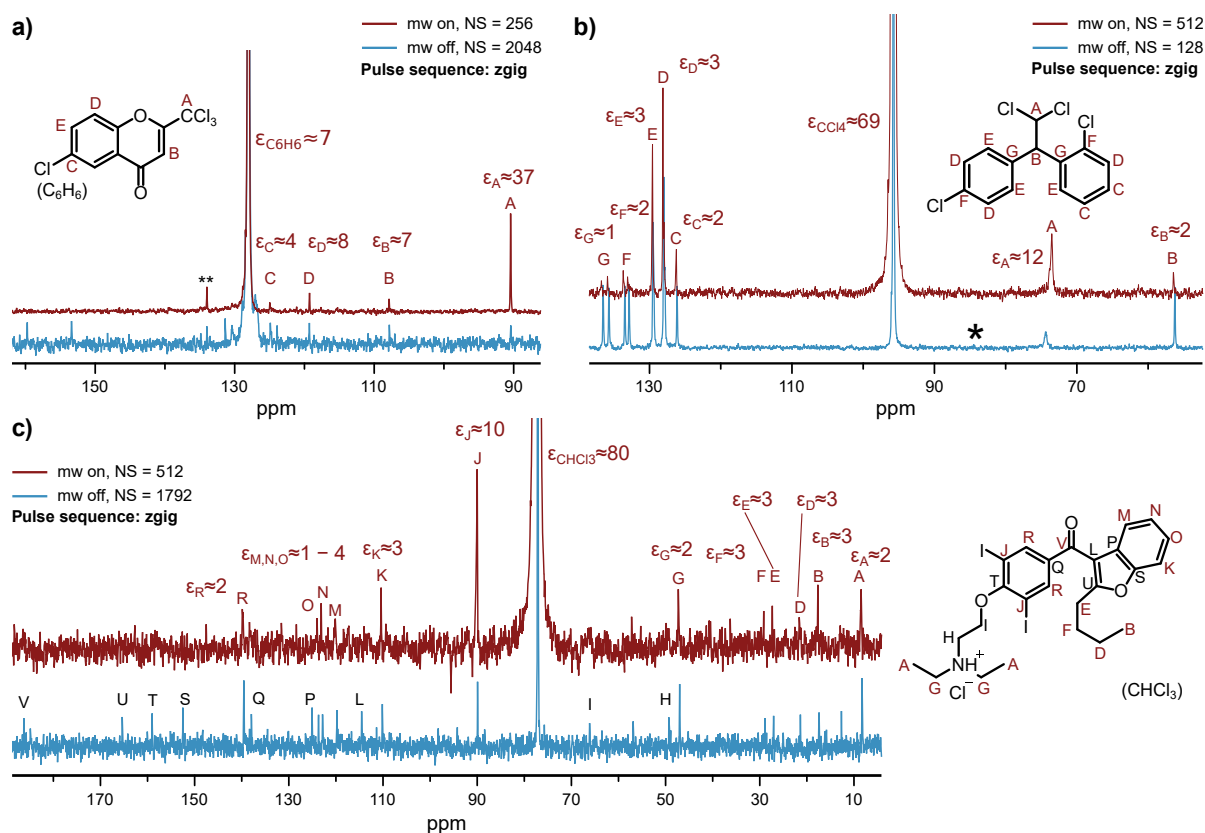 a)
mw on, NS = 256
mw off, NS = 2048
Pulse sequence: zgig
D
O
A
CCl3
E
Cl
C
B
O
(C6H6)
εC6H6≈7
εA≈37
A
εC≈4
εD≈8
εB≈7
**
C
D
B
150
130
110
90
ppm
b)
mw on, NS = 512
mw off, NS = 128
Pulse sequence: zgig
εD≈3
D
εE≈3
E
εCCl4≈69
εF≈2
εC≈2
εG≈1
G
F
C
Cl
A
Cl
Cl
E
G
B
G
F
D
D
F
Cl
E
D
E
C
C
A
εA≈12
εB≈2
B
*
130
110
90
70
ppm
c)
mw on, NS = 512
mw off, NS = 1792
Pulse sequence: zgig
εJ≈10
J
εCHCl3≈80
εM,N,O≈1 – 4
εR≈2
R
O
N
M
εK≈3
K
εG≈2
G
εF≈3
εE≈3
F
E
εD≈3
D
εB≈3
B
εA≈2
A
V
U
T
S
Q
P
L
I
H
170
150
130
110
90
70
50
30
10
ppm
O
M
N
I
J
R
V
L
P
O
Q
S
K
T
U
O
R
O
J
I
I
E
H
F
B
D
A
NH+
A
G
Cl–
G
(CHCl3)